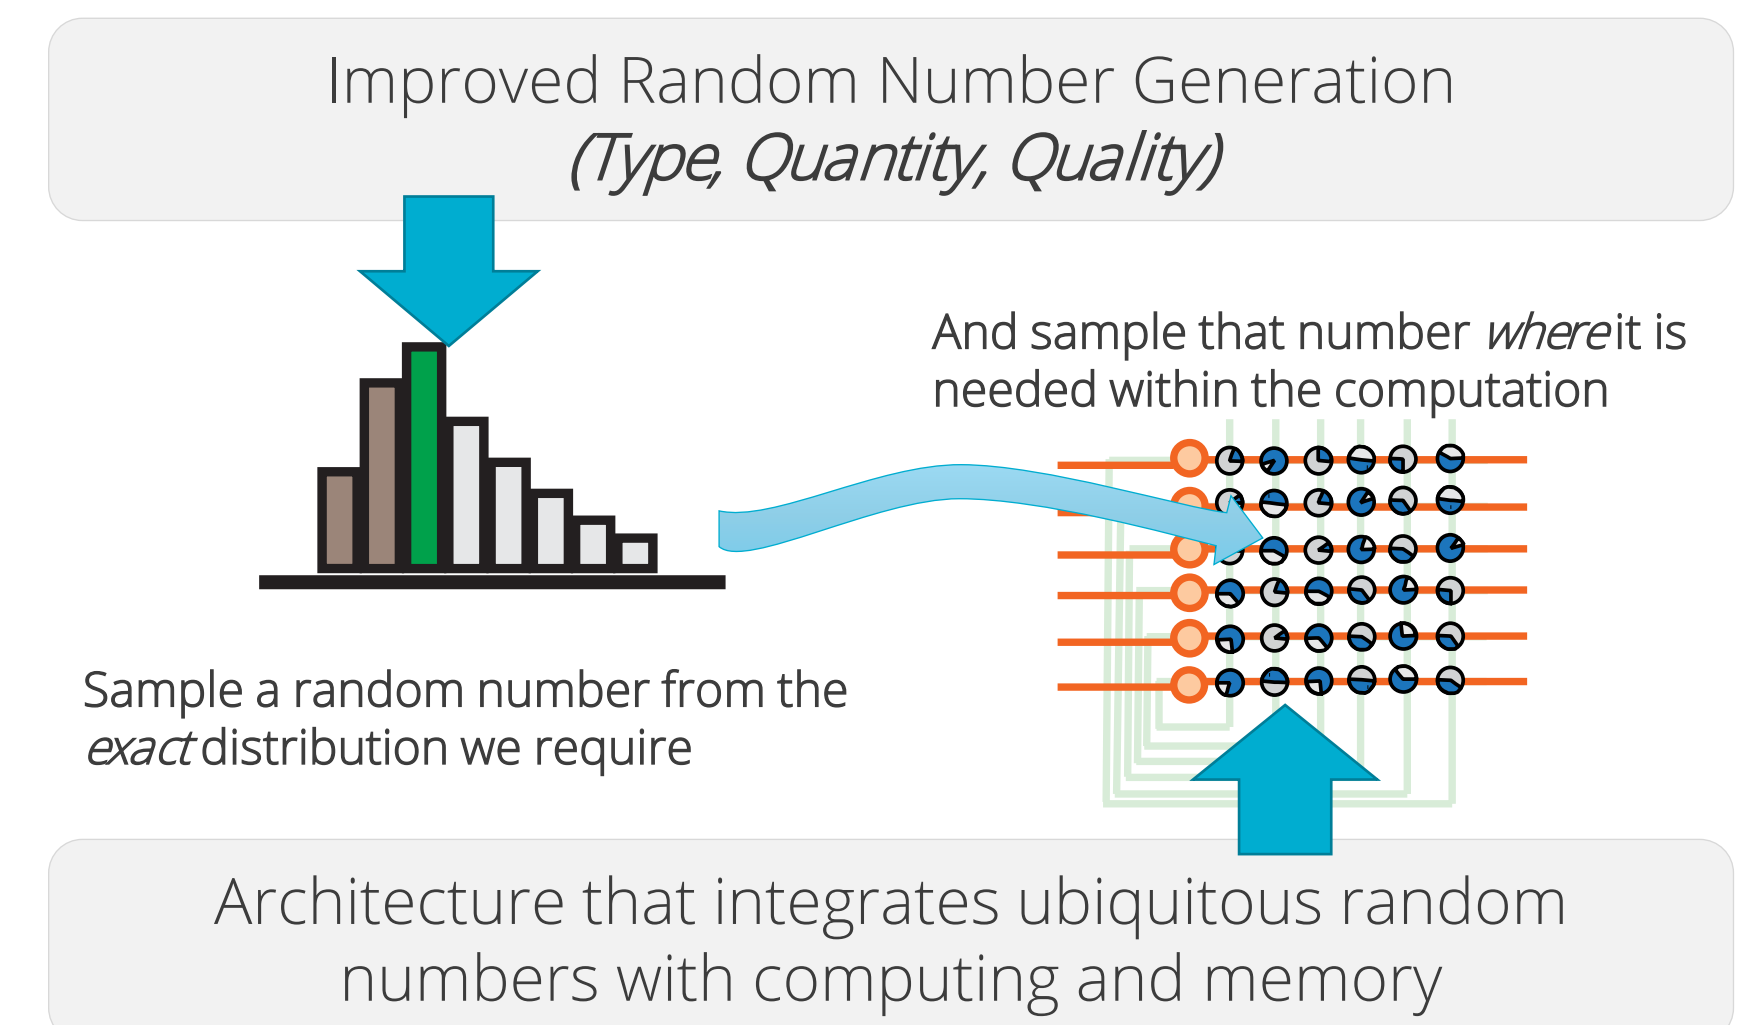 Improved Random Number Generation
(Type, Quantity, Quality)
And sample that number where it is
needed within the computation
Sample a random number from the
exact distribution we require
Architecture that integrates ubiquitous random
numbers with computing and memory